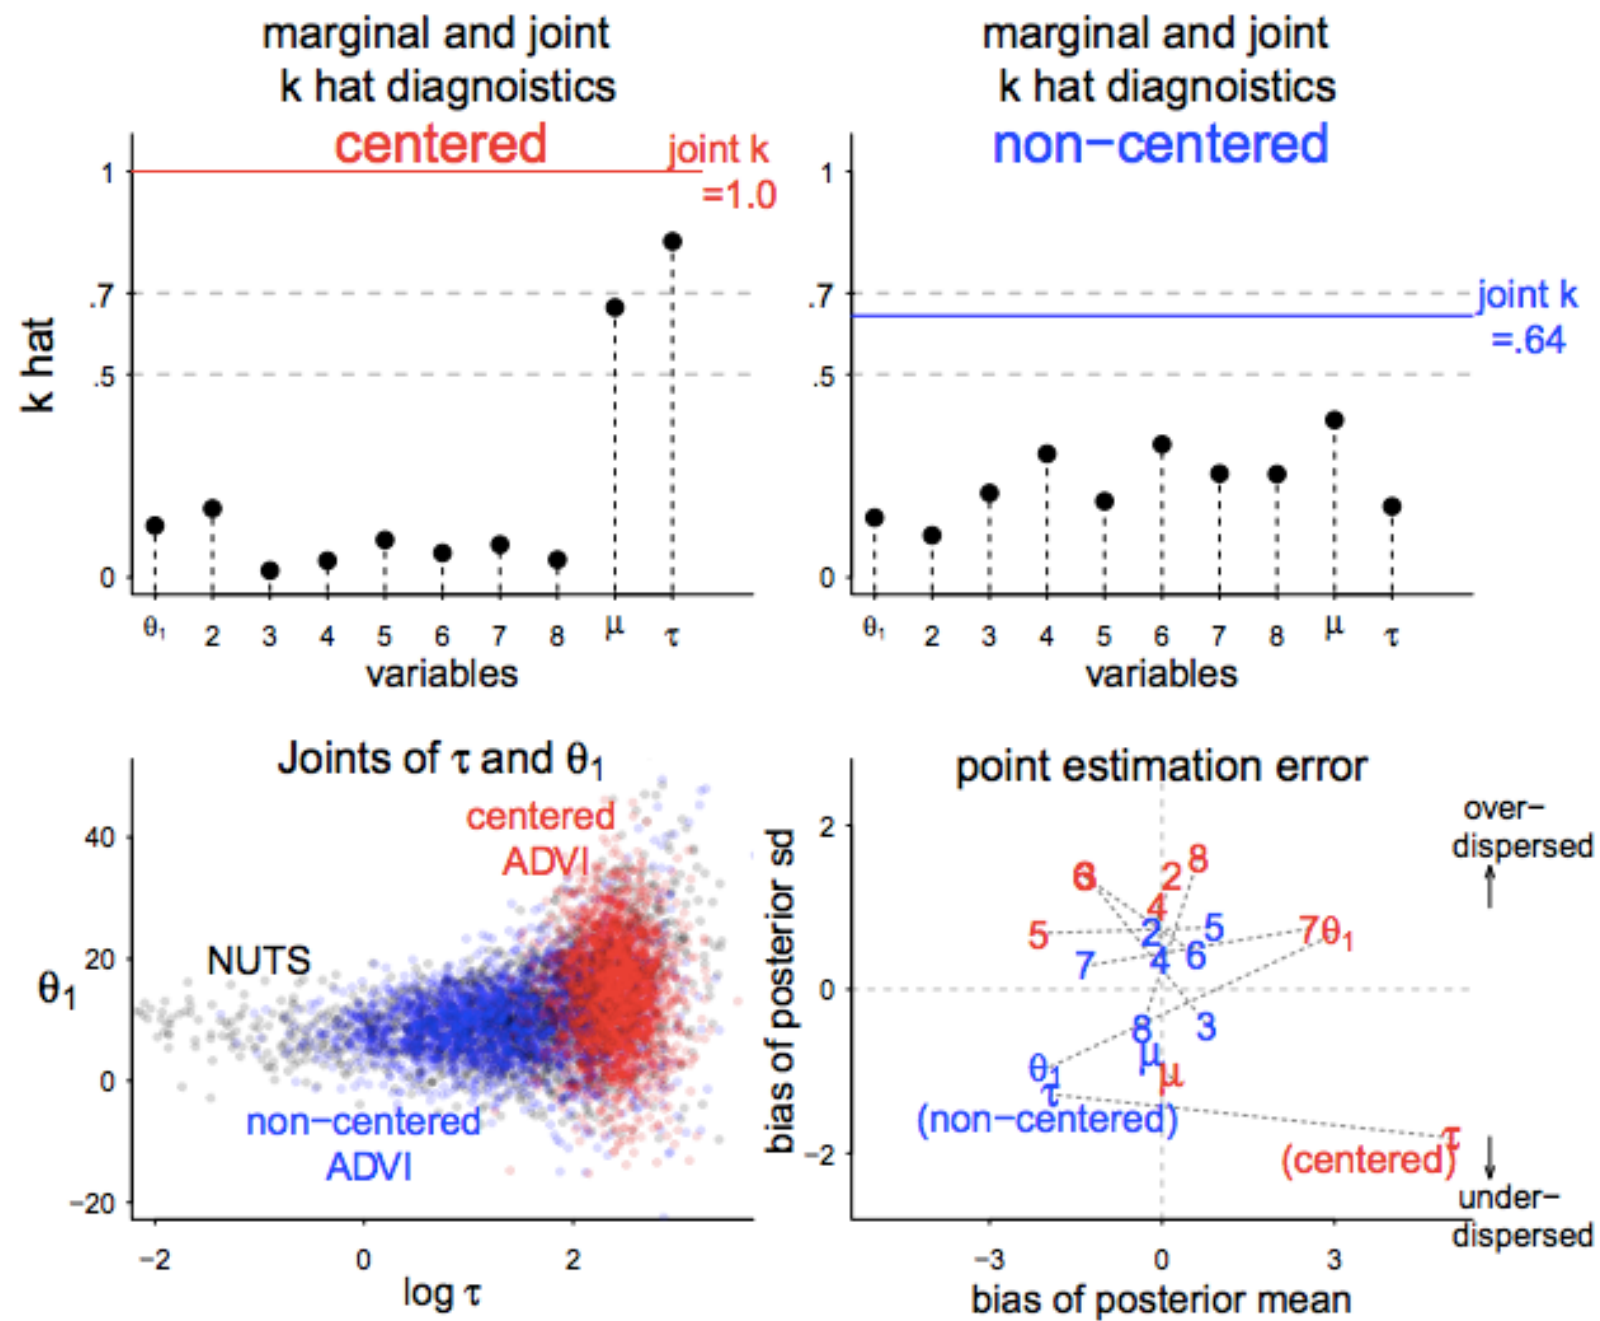 marginal and joint
k hat diagnoistics
centered
joint k
=1.0
1
.7
.5
0
k hat
θ1 2 3 4 5 6 7 8 μ τ
variables
marginal and joint
k hat diagnoistics
non−centered
joint k
=.64
1
.7
.5
0
θ1 2 3 4 5 6 7 8 μ τ
variables
Joints of τ and θ1
centered
ADVI
NUTS
non−centered
ADVI
40
20
0
−20
θ1
−2 0 2
log τ
point estimation error
over−
dispersed
2
0
−2
bias of posterior sd
6 3 2 8
4
5 2 5 7 θ1
7 4 6
8 3
θ1 μ μ
τ
(non−centered)
τ
(centered)
under−
dispersed
−3 0 3
bias of posterior mean